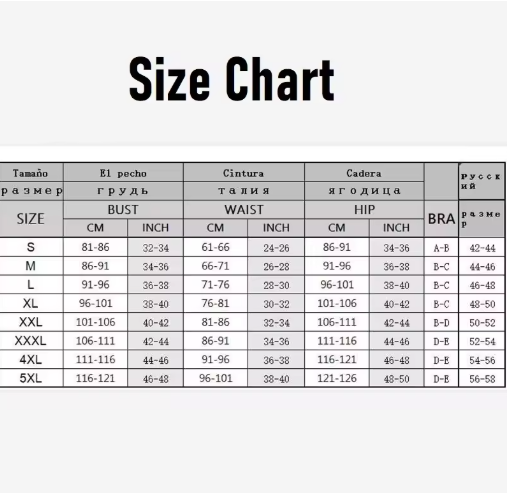 Size Chart
Tamaño El pecho Cintura Cadera Русск
ий
размер грудь талия ягодица
SIZE BUST WAIST HIP BRA разме
р
CM INCH CM INCH CM INCH
S 81-86 32-34 61-66 24-26 86-91 34-36 A-B 42-44
M 86-91 34-36 66-71 26-28 91-96 36-38 B-C 44-46
L 91-96 36-38 71-76 28-30 96-101 38-40 B-C 46-48
XL 96-101 38-40 76-81 30-32 101-106 40-42 B-C 48-50
XXL 101-106 40-42 81-86 32-34 106-111 42-44 B-D 50-52
XXXL 106-111 42-44 86-91 34-36 111-116 44-46 D-E 52-54
4XL 111-116 44-46 91-96 36-38 116-121 46-48 D-E 54-56
5XL 116-121 46-48 96-101 38-40 121-126 48-50 D-E 56-58